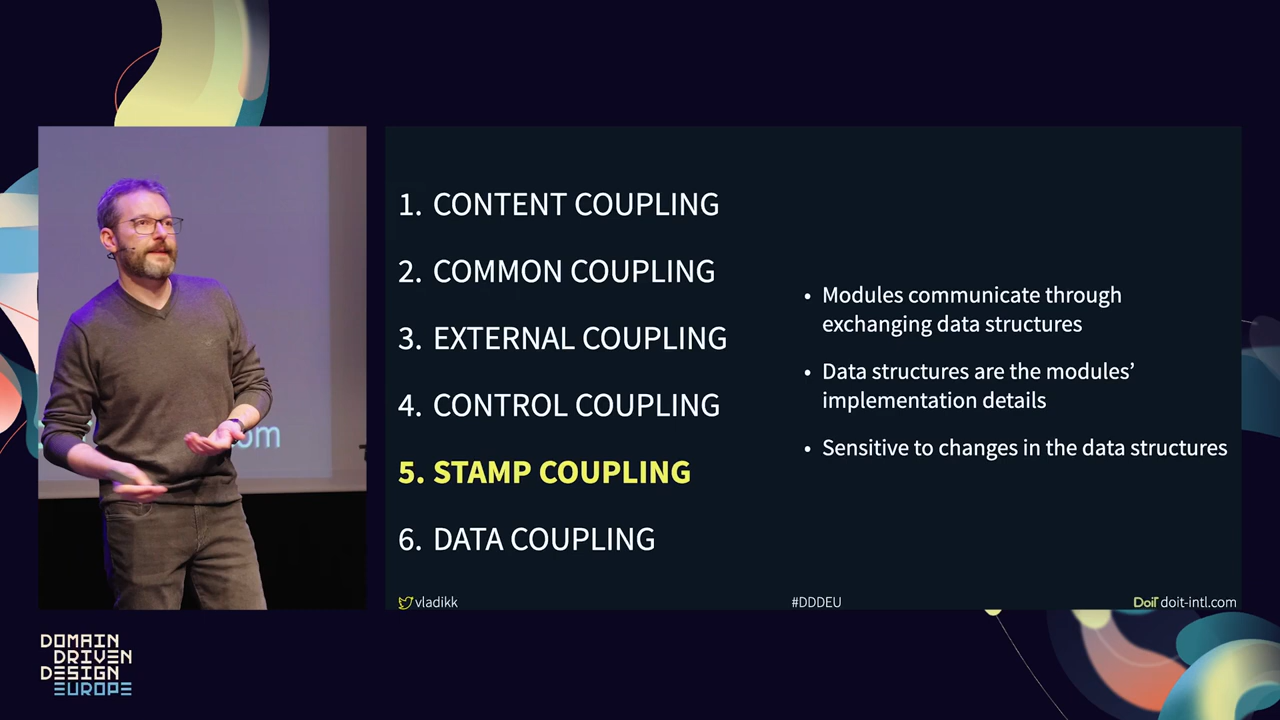 1. CONTENT COUPLING
2. COMMON COUPLING
3. EXTERNAL COUPLING
4. CONTROL COUPLING
5. STAMP COUPLING
6. DATA COUPLING
• Modules communicate through
exchanging data structures
• Data structures are the modules’
implementation details
• Sensitive to changes in the data structures
vladikk
#DDDEU
DoiT doit-intl.com
DOMAIN
DRIVEN
DESIGN
EUROPE